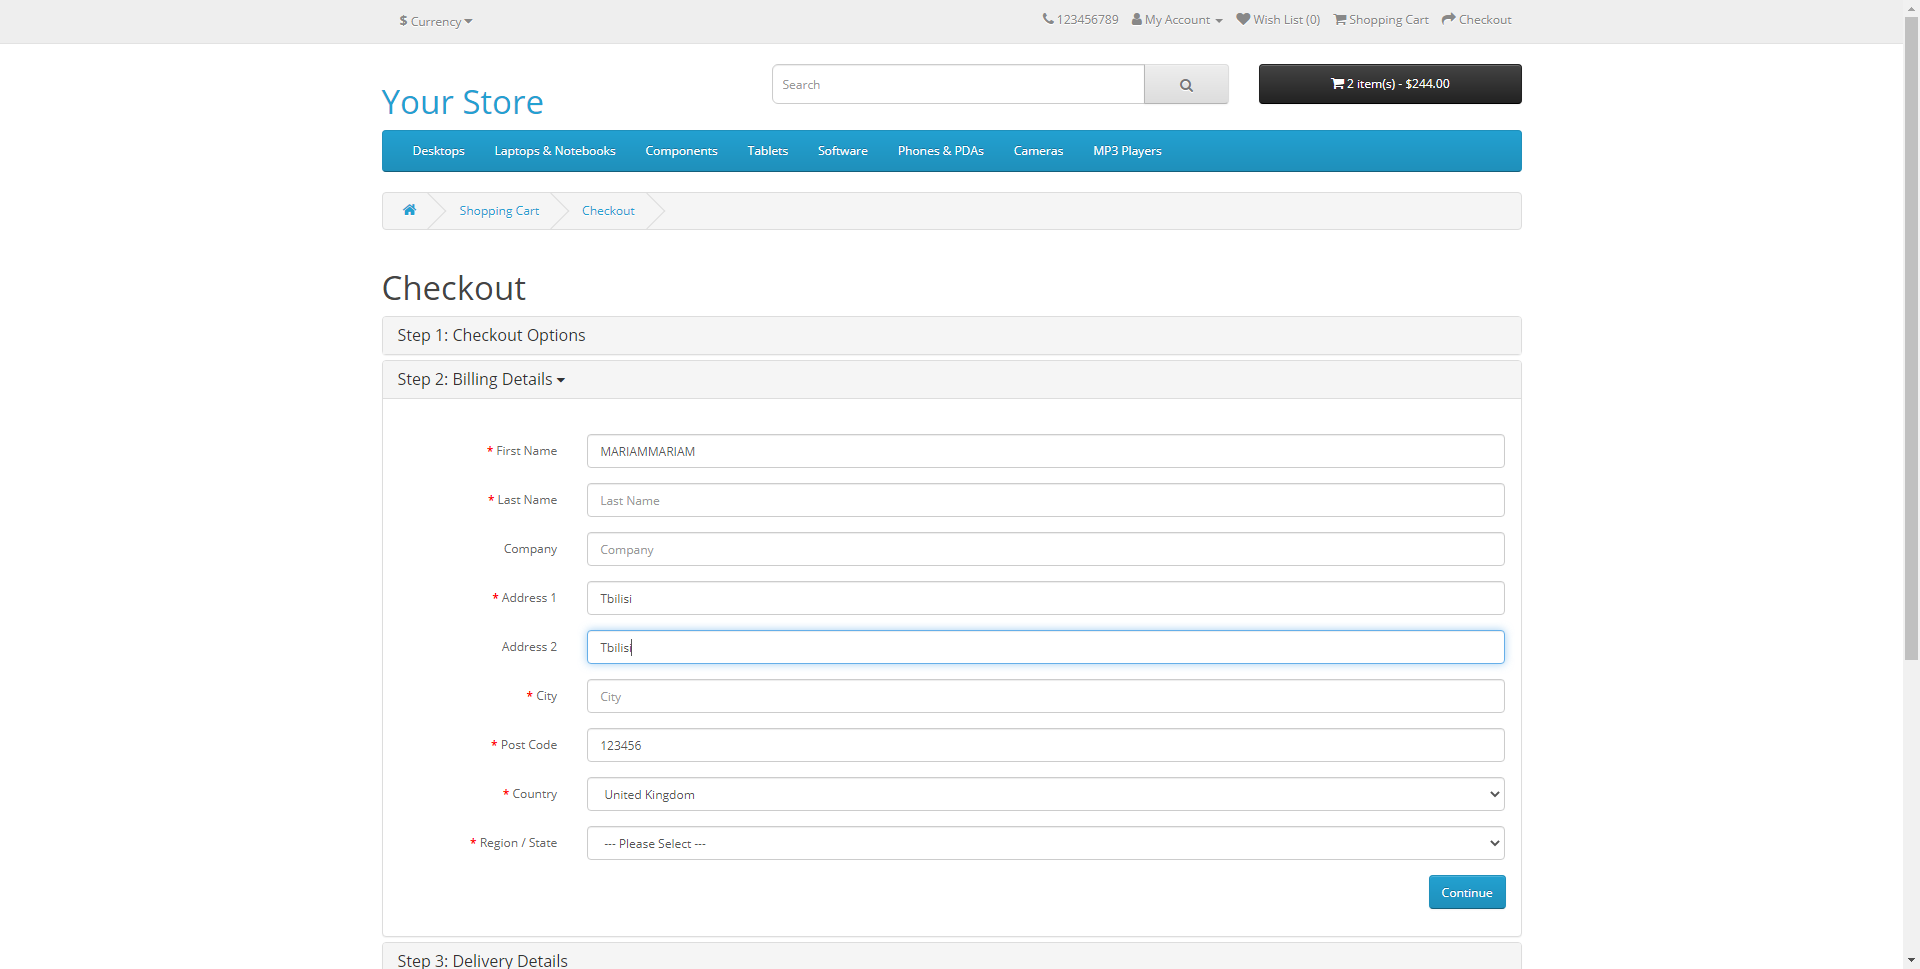 $ Currency
123456789 My Account Wish List (0) Shopping Cart Checkout
Your Store
Search
2 item(s) - $244.00
Desktops Laptops & Notebooks Components Tablets Software Phones & PDAs Cameras MP3 Players
Shopping Cart Checkout
Checkout
Step 1: Checkout Options
Step 2: Billing Details
* First Name MARIAMMARIAM
* Last Name Last Name
Company Company
* Address 1 Tbilisi
Address 2 Tbilisi
* City City
* Post Code 123456
* Country United Kingdom
* Region / State --- Please Select ---
Continue
Step 3: Delivery Details